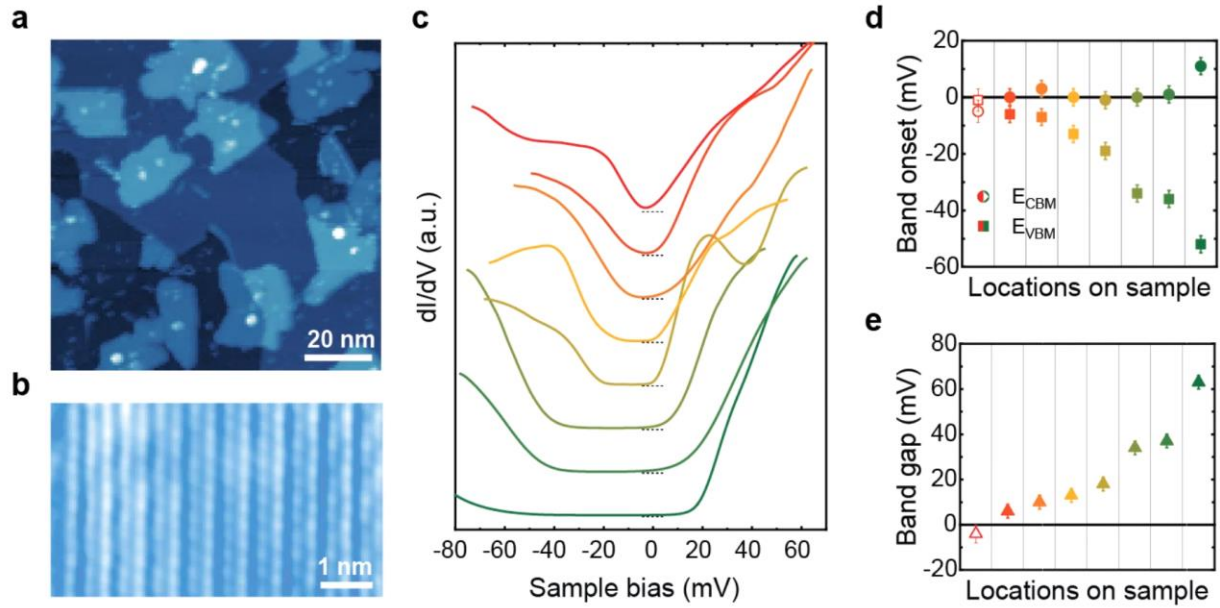 a
20 nm
b
1 nm
c
dI/dV (a.u.)
-80 -60 -40 -20 0 20 40 60
Sample bias (mV)
d
Band onset (mV)
20
0
-20
-40
-60
E_CBM
E_VBM
Locations on sample
e
Band gap (mV)
80
60
40
20
0
-20
Locations on sample